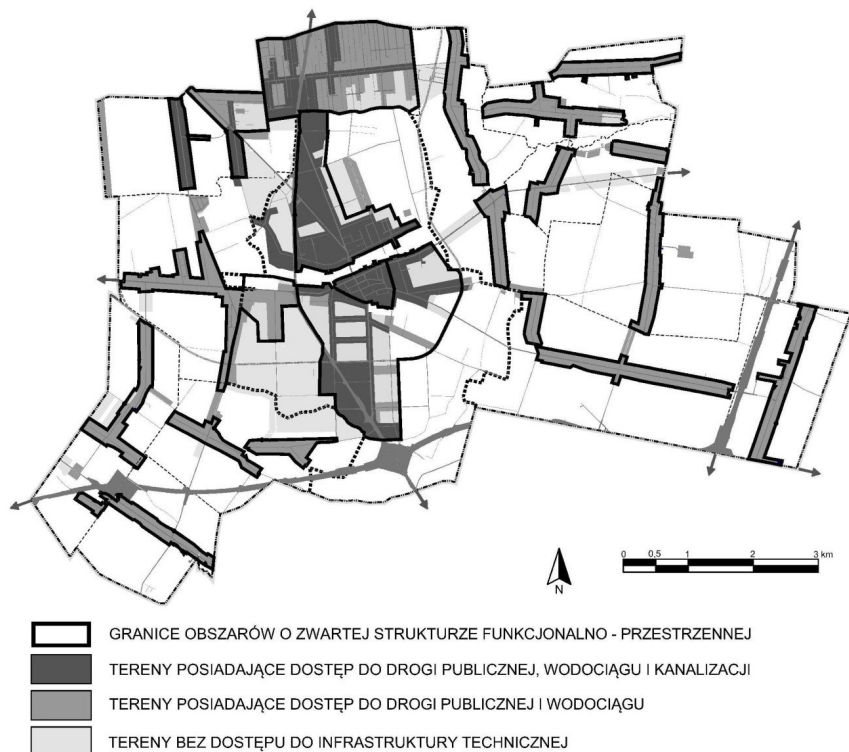 0 0,5 1 2 3 km
N
GRANICE OBSZARÓW O ZWARTEJ STRUKTURZE FUNKCJONALNO - PRZESTRZENNEJ
TERENY POSIADAJĄCE DOSTĘP DO DROGI PUBLICZNEJ, WODOCIĄGU I KANALIZACJI
TERENY POSIADAJĄCE DOSTĘP DO DROGI PUBLICZNEJ I WODOCIĄGU
TERENY BEZ DOSTĘPU DO INFRASTRUKTURY TECHNICZNEJ